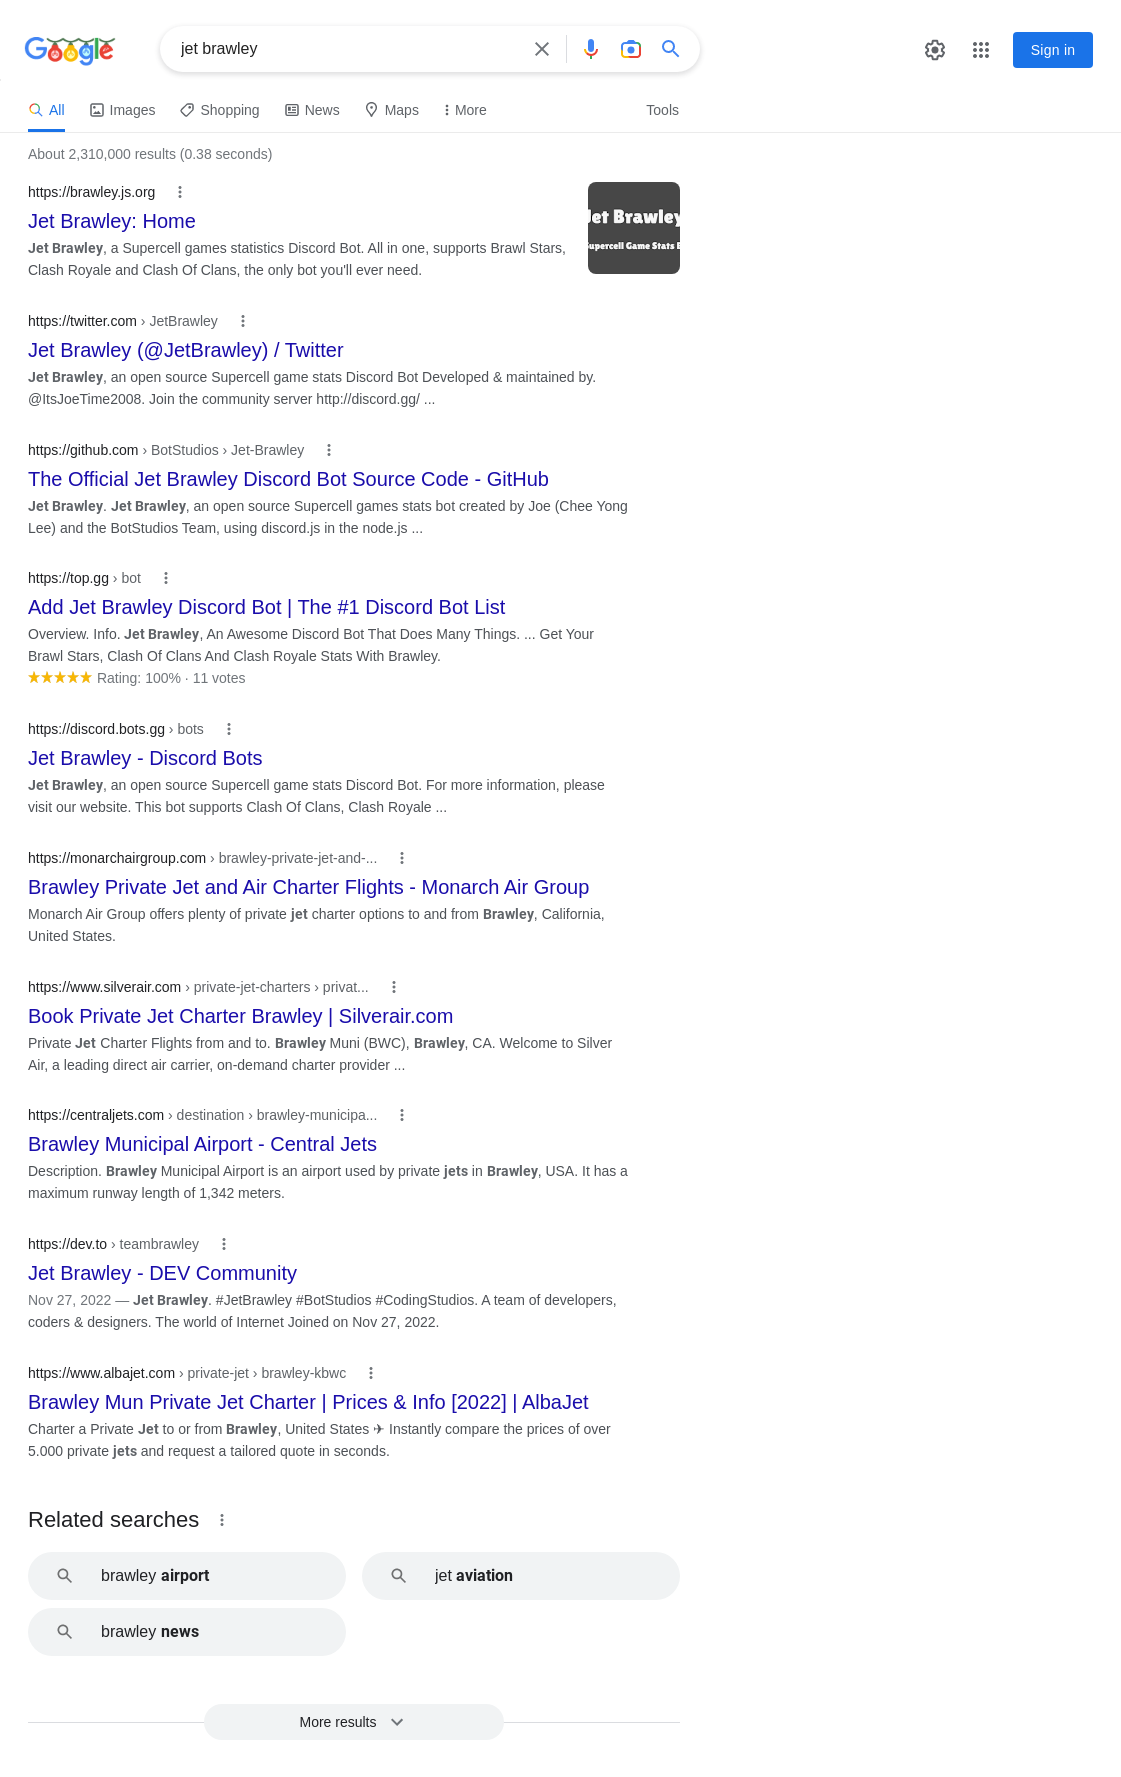 Google
jet brawley
Sign in
All
Images
Shopping
News
Maps
More
Tools
About 2,310,000 results (0.38 seconds)
https://brawley.js.org
Jet Brawley: Home
Jet Brawley, a Supercell games statistics Discord Bot. All in one, supports Brawl Stars,
Clash Royale and Clash Of Clans, the only bot you'll ever need.
Jet Brawley
Supercell Game Stats B
https://twitter.com › JetBrawley
Jet Brawley (@JetBrawley) / Twitter
Jet Brawley, an open source Supercell game stats Discord Bot Developed & maintained by.
@ItsJoeTime2008. Join the community server http://discord.gg/ ...
https://github.com › BotStudios › Jet-Brawley
The Official Jet Brawley Discord Bot Source Code - GitHub
Jet Brawley. Jet Brawley, an open source Supercell games stats bot created by Joe (Chee Yong
Lee) and the BotStudios Team, using discord.js in the node.js ...
https://top.gg › bot
Add Jet Brawley Discord Bot | The #1 Discord Bot List
Overview. Info. Jet Brawley, An Awesome Discord Bot That Does Many Things. ... Get Your
Brawl Stars, Clash Of Clans And Clash Royale Stats With Brawley.
Rating: 100% · 11 votes
https://discord.bots.gg › bots
Jet Brawley - Discord Bots
Jet Brawley, an open source Supercell game stats Discord Bot. For more information, please
visit our website. This bot supports Clash Of Clans, Clash Royale ...
https://monarchairgroup.com › brawley-private-jet-and-...
Brawley Private Jet and Air Charter Flights - Monarch Air Group
Monarch Air Group offers plenty of private jet charter options to and from Brawley, California,
United States.
https://www.silverair.com › private-jet-charters › privat...
Book Private Jet Charter Brawley | Silverair.com
Private Jet Charter Flights from and to. Brawley Muni (BWC), Brawley, CA. Welcome to Silver
Air, a leading direct air carrier, on-demand charter provider ...
https://centraljets.com › destination › brawley-municipa...
Brawley Municipal Airport - Central Jets
Description. Brawley Municipal Airport is an airport used by private jets in Brawley, USA. It has a
maximum runway length of 1,342 meters.
https://dev.to › teambrawley
Jet Brawley - DEV Community
Nov 27, 2022 — Jet Brawley. #JetBrawley #BotStudios #CodingStudios. A team of developers,
coders & designers. The world of Internet Joined on Nov 27, 2022.
https://www.albajet.com › private-jet › brawley-kbwc
Brawley Mun Private Jet Charter | Prices & Info [2022] | AlbaJet
Charter a Private Jet to or from Brawley, United States ✈ Instantly compare the prices of over
5.000 private jets and request a tailored quote in seconds.
Related searches
brawley airport
jet aviation
brawley news
More results